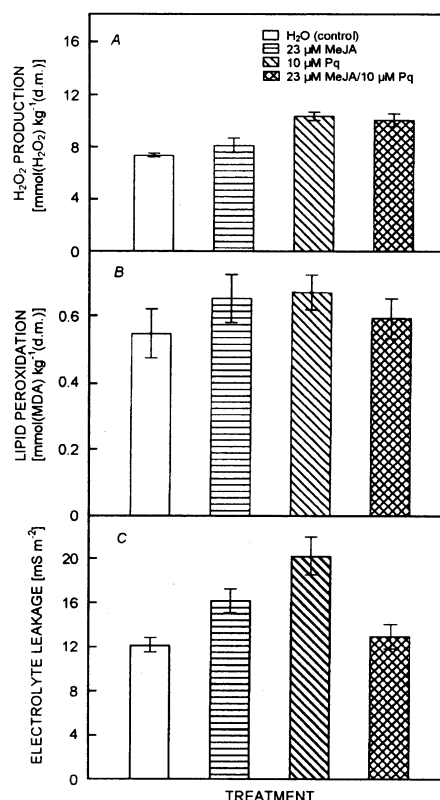 A
H₂O (control)
23 µM MeJA
10 µM Pq
23 µM MeJA/10 µM Pq
16
12
8
4
0
H₂O₂ PRODUCTION
[mmol(H₂O₂) kg⁻¹(d.m.)]
B
0.6
0.4
0.2
0
LIPID PEROXIDATION
[mmol(MDA) kg⁻¹(d.m.)]
C
20
16
12
8
4
0
ELECTROLYTE LEAKAGE [mS m⁻²]
TREATMENT